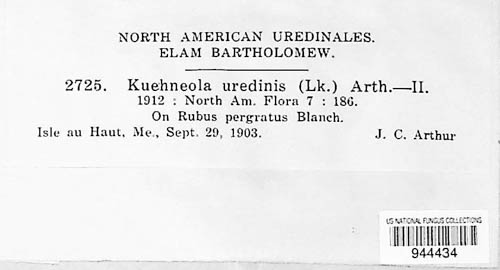 NORTH AMERICAN UREDINALES.
ELAM BARTHOLOMEW.
2725. Kuehneola uredinis (Lk.) Arth.—II.
1912 : North Am. Flora 7 : 186.
On Rubus pergratus Blanch.
Isle au Haut, Me., Sept. 29, 1903. J. C. Arthur
US NATIONAL FUNGUS COLLECTIONS
944434